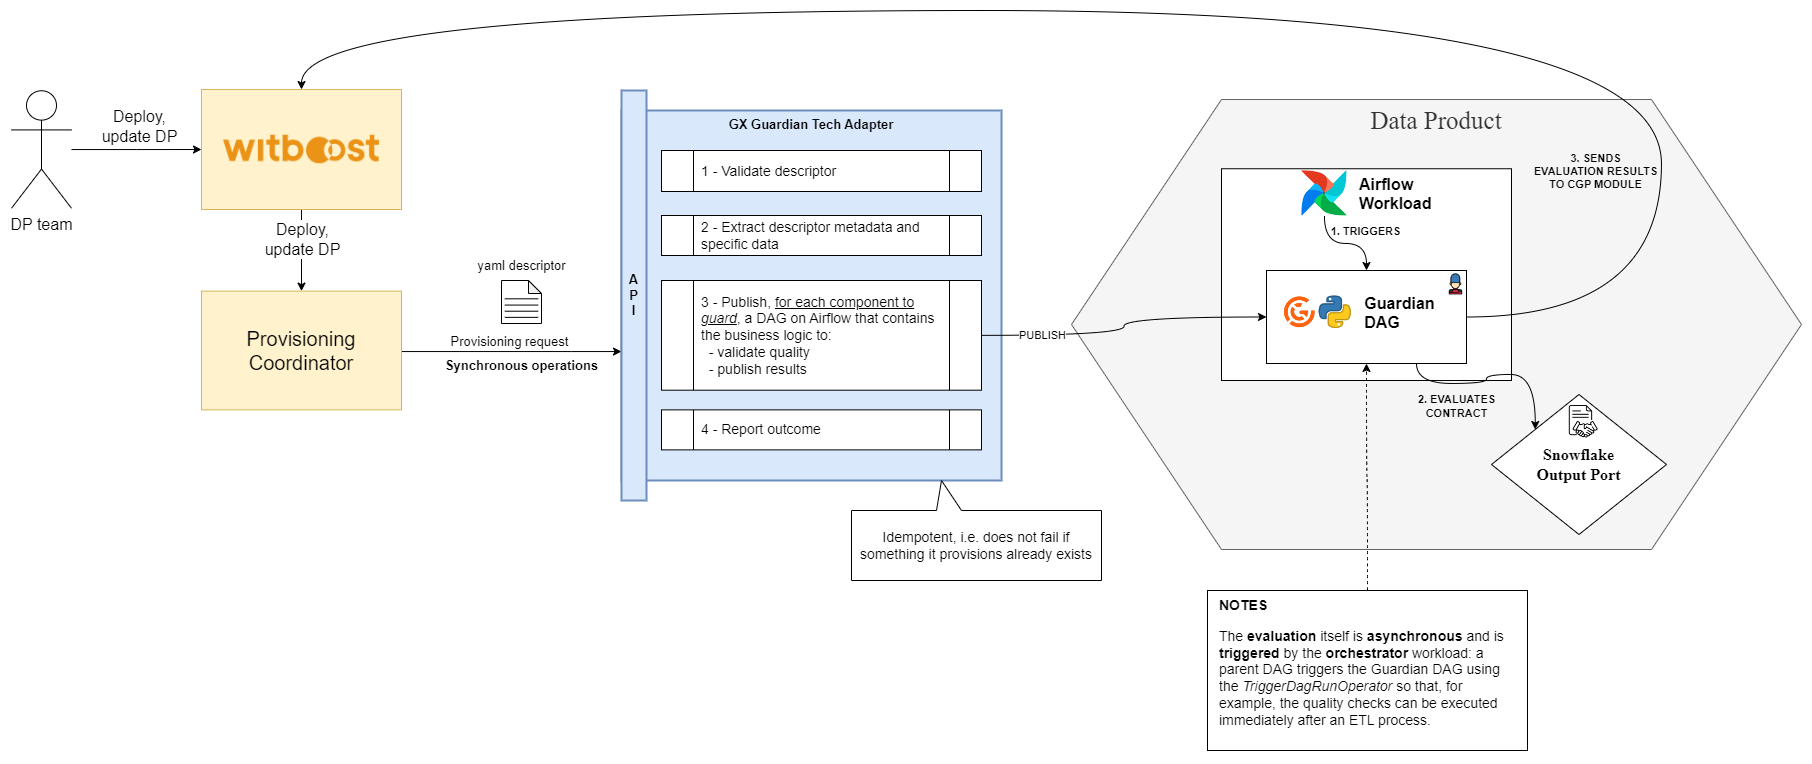 Deploy,
update DP
DP team
witboost
Deploy,
update DP
Provisioning
Coordinator
yaml descriptor
Provisioning request
Synchronous operations
A
P
I
GX Guardian Tech Adapter
1 - Validate descriptor
2 - Extract descriptor metadata and
specific data
3 - Publish, for each component to
guard, a DAG on Airflow that contains
the business logic to:
- validate quality
- publish results
4 - Report outcome
Idempotent, i.e. does not fail if
something it provisions already exists
PUBLISH
Data Product
Airflow
Workload
1. TRIGGERS
Guardian
DAG
3. SENDS
EVALUATION RESULTS
TO CGP MODULE
2. EVALUATES
CONTRACT
Snowflake
Output Port
NOTES
The evaluation itself is asynchronous and is
triggered by the orchestrator workload: a
parent DAG triggers the Guardian DAG using
the TriggerDagRunOperator so that, for
example, the quality checks can be executed
immediately after an ETL process.